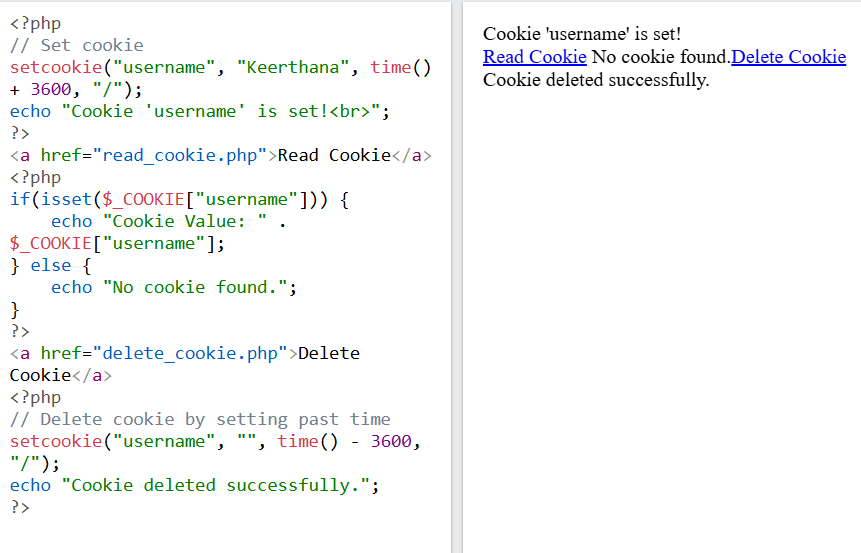 <?php
// Set cookie
setcookie("username", "Keerthana", time()
+ 3600, "/");
echo "Cookie 'username' is set!<br>";
?>
<a href="read_cookie.php">Read Cookie</a>
<?php
if(isset($_COOKIE["username"])) {
    echo "Cookie Value: " .
$_COOKIE["username"];
} else {
    echo "No cookie found.";
}
?>
<a href="delete_cookie.php">Delete
Cookie</a>
<?php
// Delete cookie by setting past time
setcookie("username", "", time() - 3600,
"/");
echo "Cookie deleted successfully.";
?>
Cookie 'username' is set!
Read Cookie No cookie found.Delete Cookie
Cookie deleted successfully.